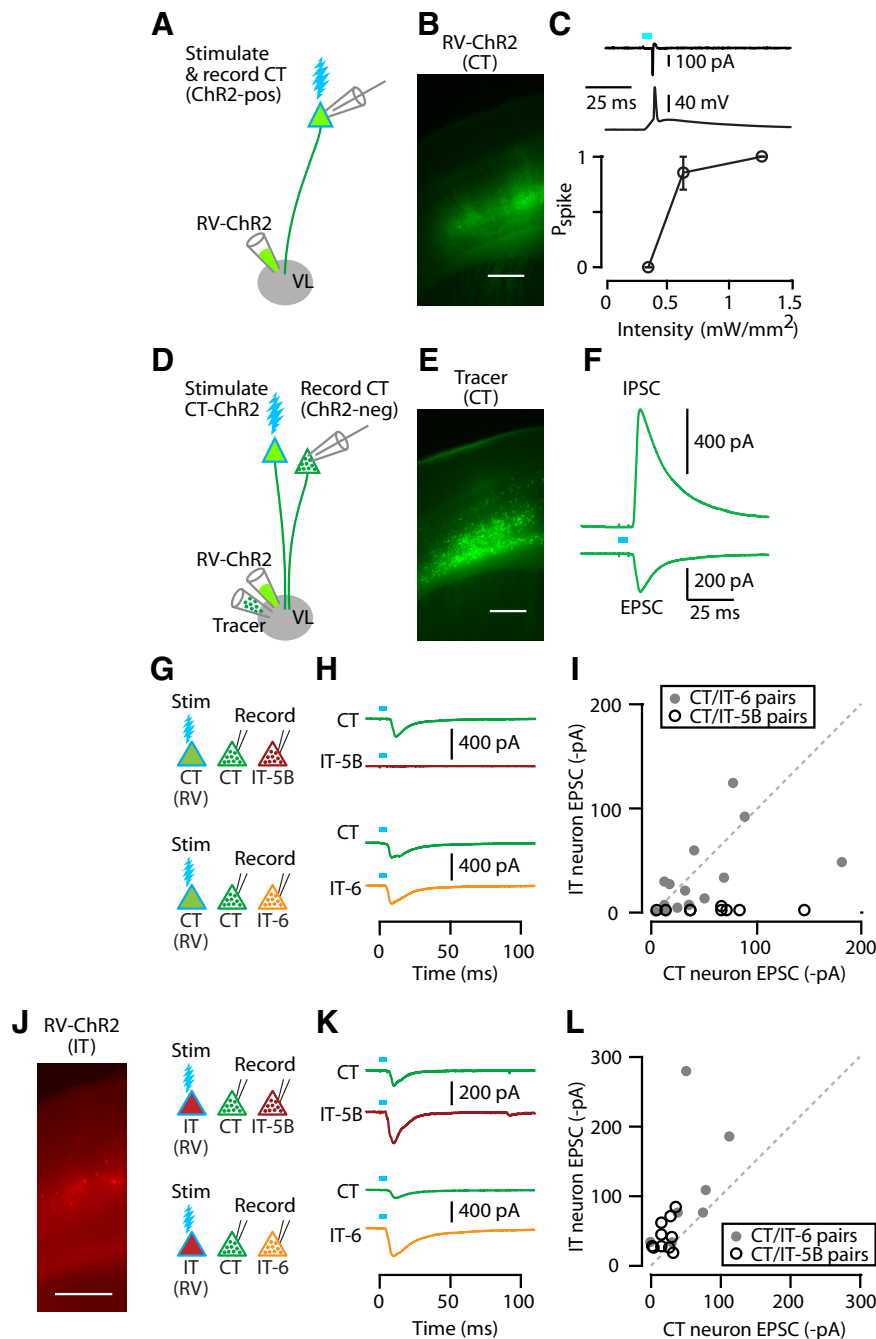 A
Stimulate
& record CT
(ChR2-pos)
RV-ChR2
VL
B
RV-ChR2
(CT)
C
100 pA
25 ms
40 mV
1
Pspike
0
0
0.5
1
1.5
Intensity (mW/mm2)
D
Stimulate
CT-ChR2
Record CT
(ChR2-neg)
RV-ChR2
Tracer
VL
E
Tracer
(CT)
F
IPSC
400 pA
200 pA
EPSC
25 ms
G
Stim
Record
CT
CT
IT-5B
(RV)
Stim
Record
CT
CT
IT-6
(RV)
H
CT
400 pA
IT-5B
CT
400 pA
IT-6
0
50
100
Time (ms)
I
CT/IT-6 pairs
CT/IT-5B pairs
200
100
0
IT neuron EPSC (-pA)
0
100
200
CT neuron EPSC (-pA)
J
RV-ChR2
(IT)
Stim
Record
IT
CT
IT-5B
(RV)
Stim
Record
IT
CT
IT-6
(RV)
K
CT
200 pA
IT-5B
CT
400 pA
IT-6
0
50
100
Time (ms)
L
300
200
100
0
IT neuron EPSC (-pA)
CT/IT-6 pairs
CT/IT-5B pairs
0
100
200
300
CT neuron EPSC (-pA)